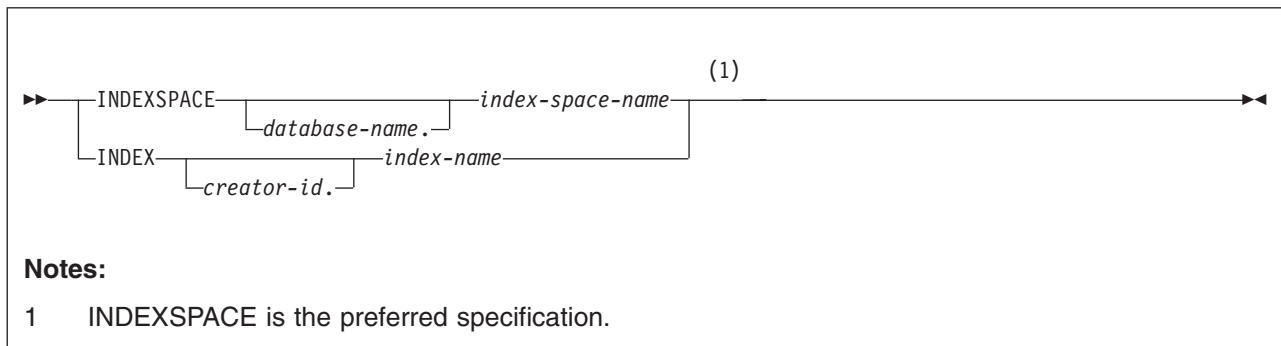 (1)
INDEXSPACE database-name. index-space-name
INDEX creator-id. index-name
Notes:
1 INDEXSPACE is the preferred specification.